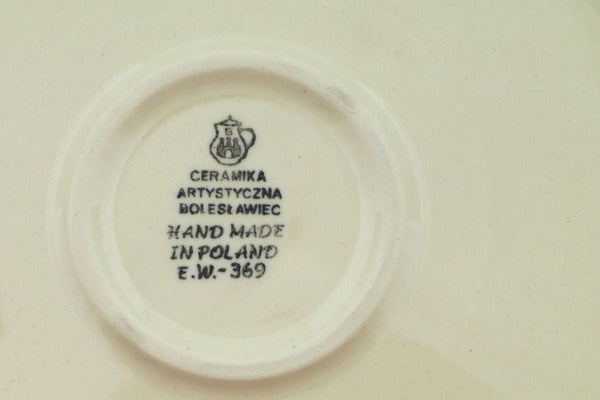 B
CERAMIKA
ARTYSTYCZNA
BOLESŁAWIEC
HAND MADE
IN POLAND
E.W.-369